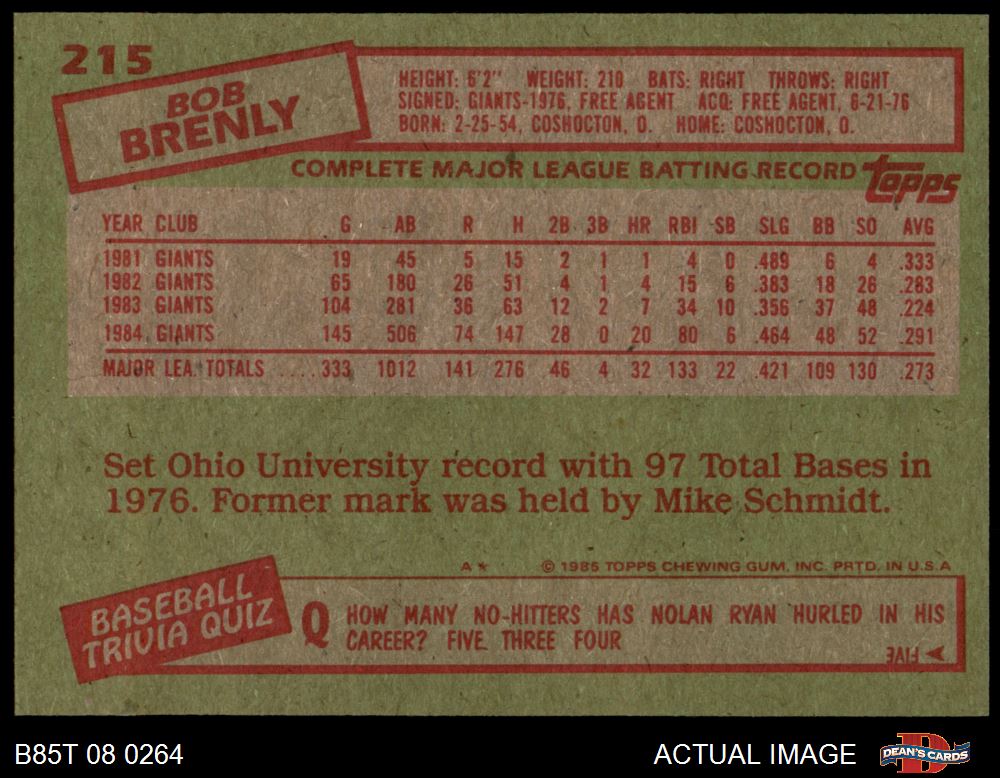 215
BOB
BRENLY
HEIGHT: 6'2" WEIGHT: 210 BATS: RIGHT THROWS: RIGHT
SIGNED: GIANTS-1976, FREE AGENT ACQ: FREE AGENT, 6-21-76
BORN: 2-25-54, COSHOCTON, O. HOME: COSHOCTON, O.
COMPLETE MAJOR LEAGUE BATTING RECORD topps
YEAR CLUB G AB R H 2B 3B HR RBI SB SLG BB SO AVG
1981 GIANTS 19 45 5 15 2 1 1 4 0 .489 6 4 .333
1982 GIANTS 65 180 26 51 4 1 4 15 6 .383 18 26 .283
1983 GIANTS 104 281 36 63 12 2 7 34 10 .356 37 48 .224
1984 GIANTS 145 506 74 147 28 0 20 80 6 .464 48 52 .291
MAJOR LEA. TOTALS ....333 1012 141 276 46 4 32 133 22 .421 109 130 .273
Set Ohio University record with 97 Total Bases in
1976. Former mark was held by Mike Schmidt.
A* © 1985 TOPPS CHEWING GUM, INC. PRTD. IN U.S.A
BASEBALL
TRIVIA QUIZ
Q HOW MANY NO-HITTERS HAS NOLAN RYAN HURLED IN HIS
CAREER? FIVE THREE FOUR
FIVE
B85T 08 0264 ACTUAL IMAGE DEAN'S CARDS